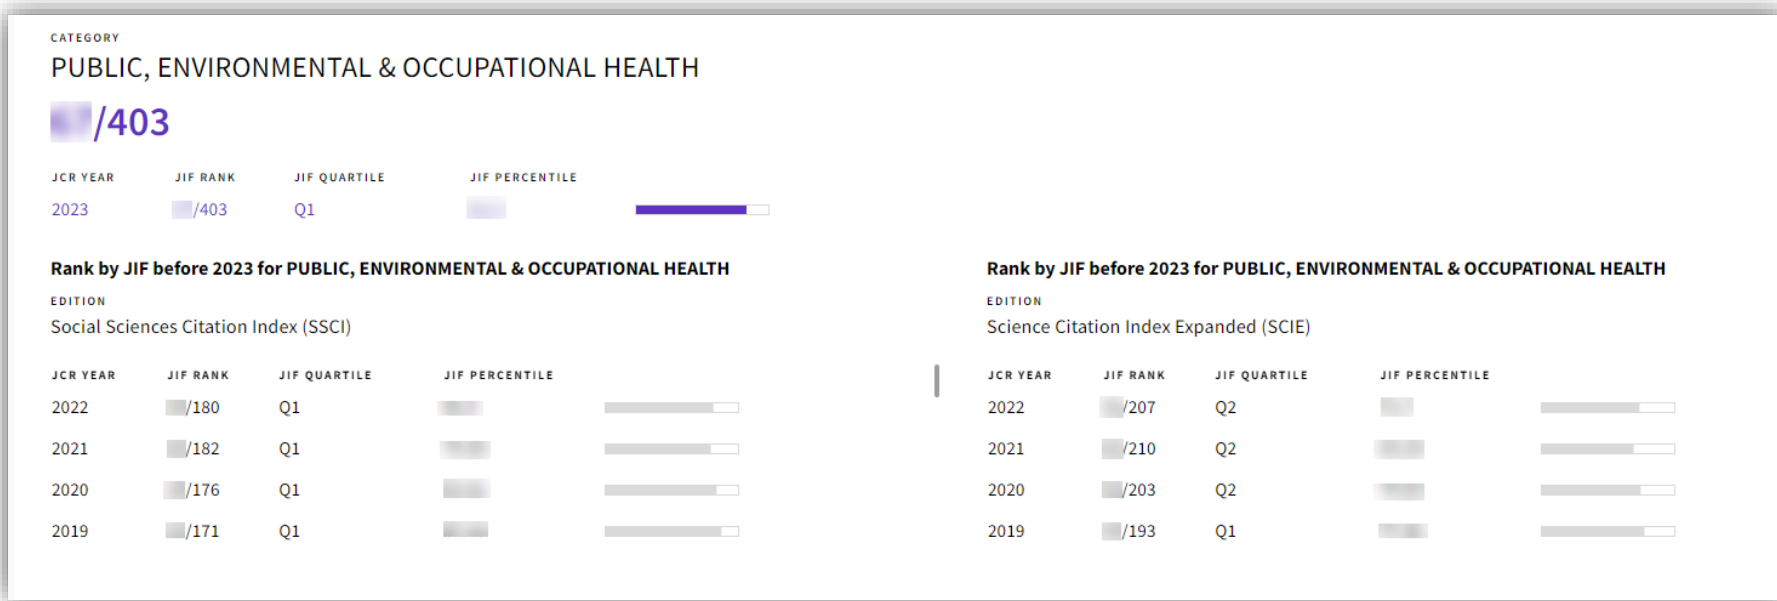 CATEGORY
PUBLIC, ENVIRONMENTAL & OCCUPATIONAL HEALTH
/403
JCR YEAR JIF RANK JIF QUARTILE JIF PERCENTILE
2023 /403 Q1
Rank by JIF before 2023 for PUBLIC, ENVIRONMENTAL & OCCUPATIONAL HEALTH
EDITION
Social Sciences Citation Index (SSCI)
JCR YEAR JIF RANK JIF QUARTILE JIF PERCENTILE
2022 /180 Q1
2021 /182 Q1
2020 /176 Q1
2019 /171 Q1
Rank by JIF before 2023 for PUBLIC, ENVIRONMENTAL & OCCUPATIONAL HEALTH
EDITION
Science Citation Index Expanded (SCIE)
JCR YEAR JIF RANK JIF QUARTILE JIF PERCENTILE
2022 /207 Q2
2021 /210 Q2
2020 /203 Q2
2019 /193 Q1